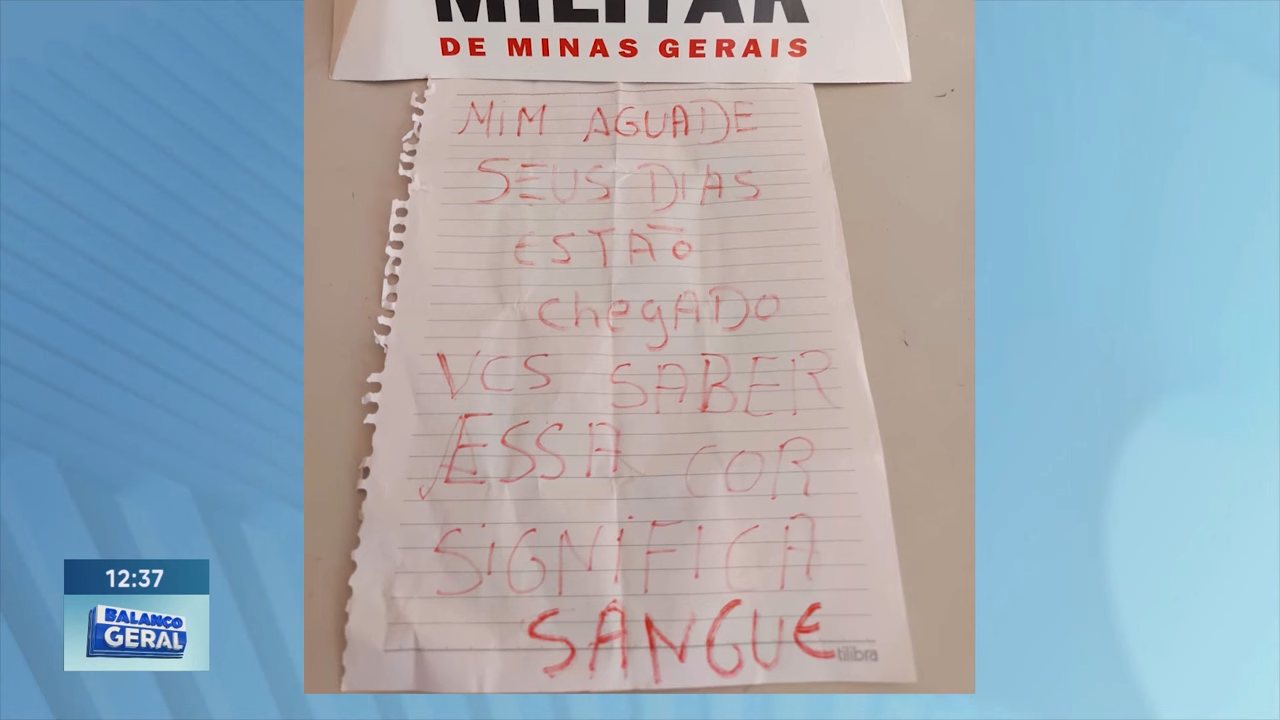 MILITAR
DE MINAS GERAIS
MIM AGUADE
SEUS DIAS
ESTÃO
chegADO
VCS SABER
ESSA COR
SiGNiFiCA
SANGUE
tilibra
12:37
BALANÇO
GERAL